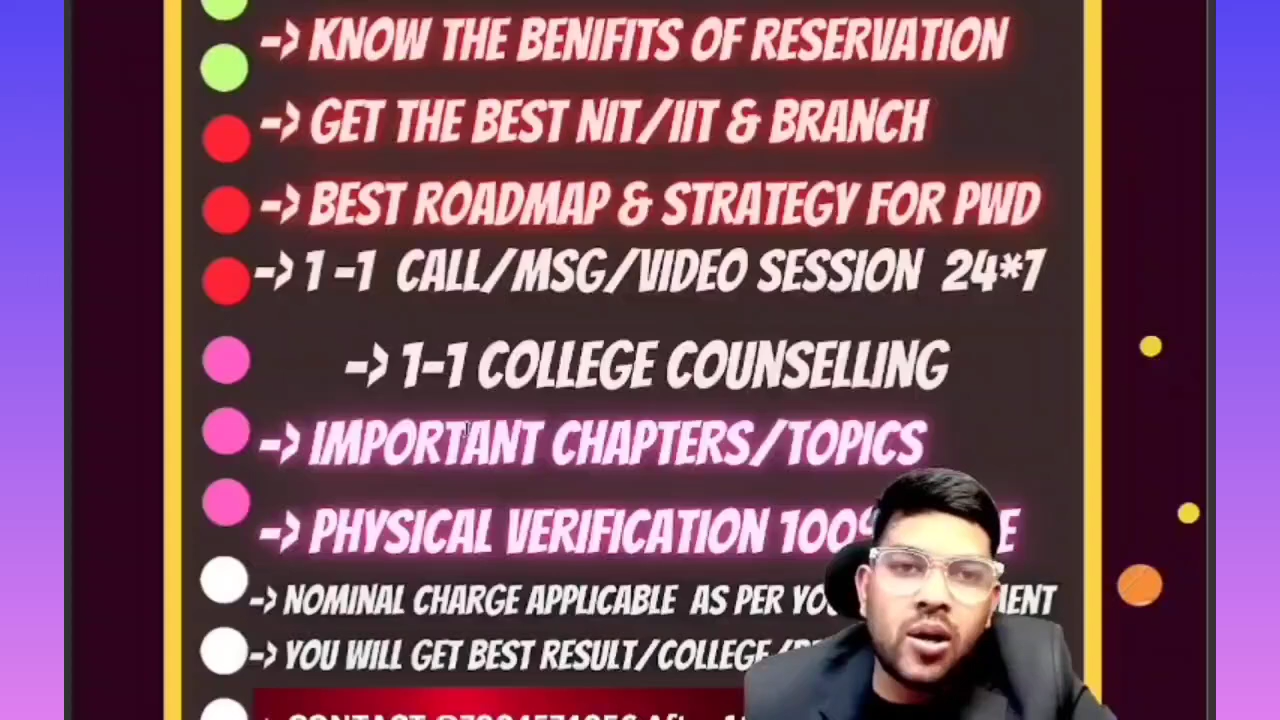 -> KNOW THE BENIFITS OF RESERVATION
-> GET THE BEST NIT/IIT & BRANCH
-> BEST ROADMAP & STRATEGY FOR PWD
-> 1 -1 CALL/MSG/VIDEO SESSION 24*7
-> 1-1 COLLEGE COUNSELLING
-> IMPORTANT CHAPTERS/TOPICS
-> PHYSICAL VERIFICATION
-> NOMINAL CHARGE APPLICABLE AS PER
-> YOU WILL GET BEST RESULT/COLLEGE
CONTACT